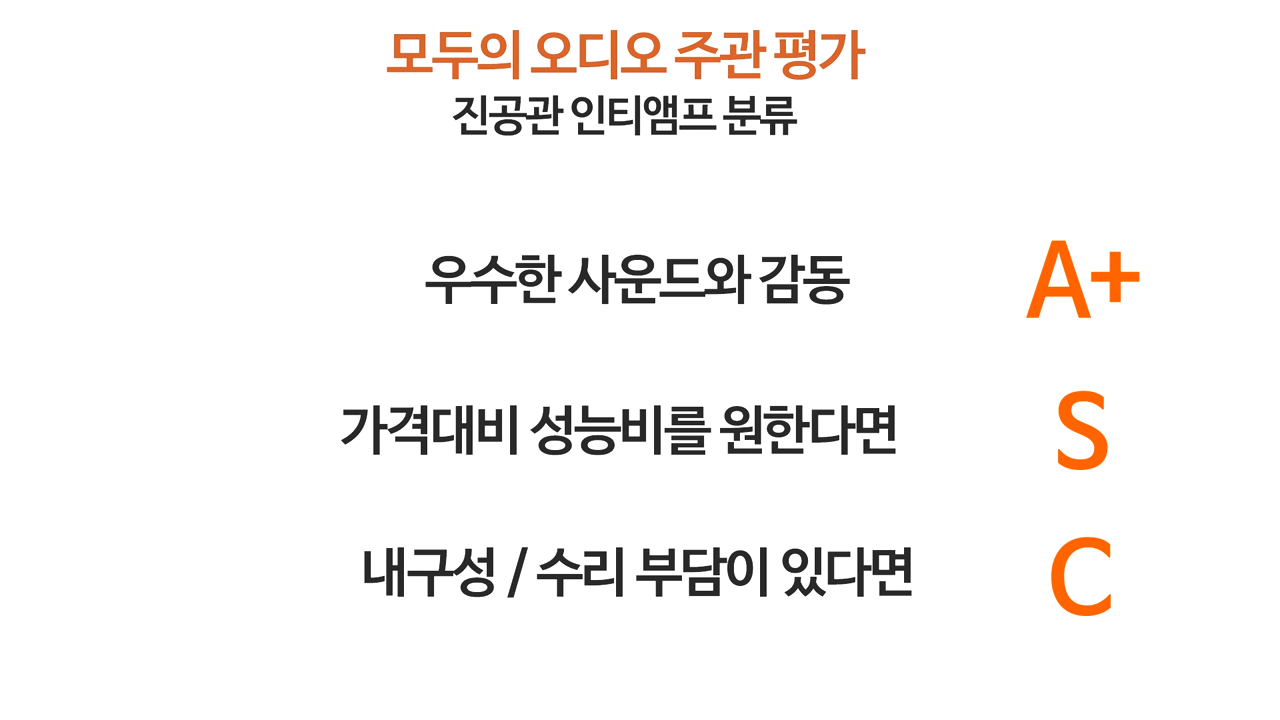 모두의 오디오 주관 평가
진공관 인티앰프 분류
우수한 사운드와 감동 A+
가격대비 성능비를 원한다면 S
내구성 / 수리 부담이 있다면 C